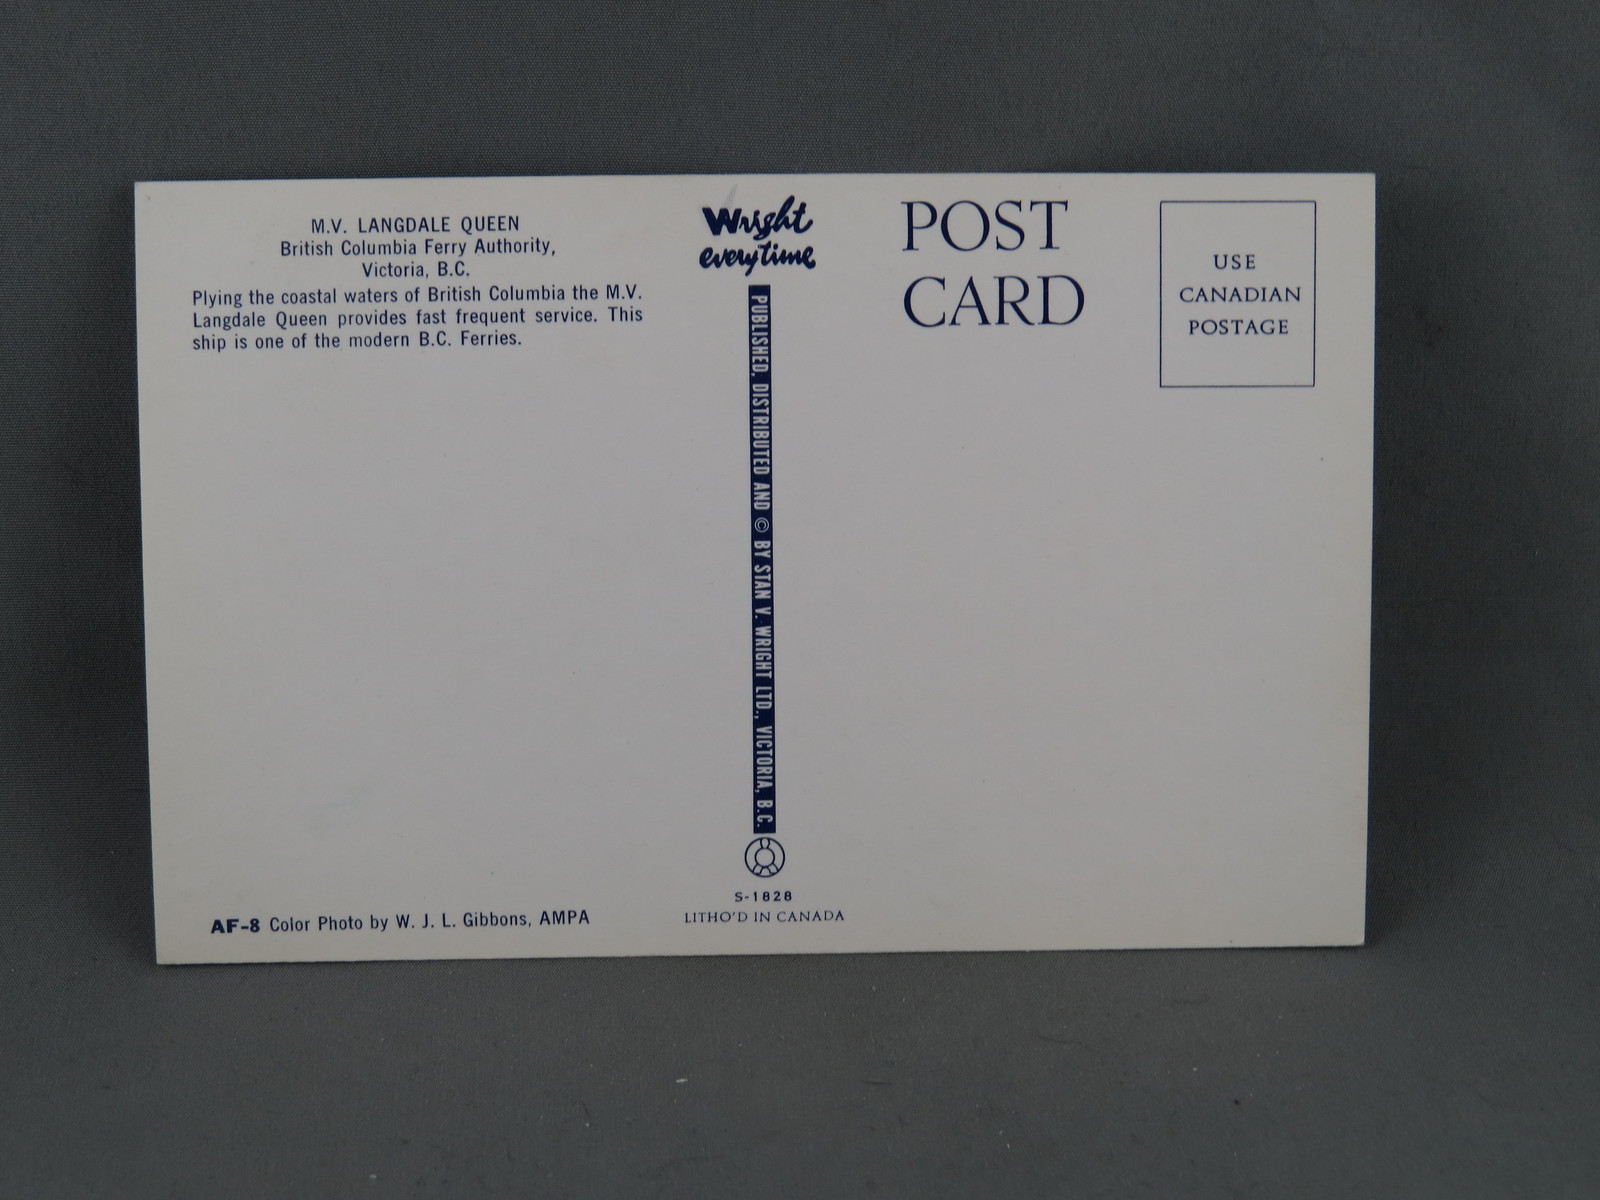 M.V. LANGDALE QUEEN
British Columbia Ferry Authority,
Victoria, B.C.
Plying the coastal waters of British Columbia the M.V.
Langdale Queen provides fast frequent service. This
ship is one of the modern B.C. Ferries.
AF-8 Color Photo by W. J. L. Gibbons, AMPA
Wright
everytime
PUBLISHED, DISTRIBUTED AND © BY STAN V. WRIGHT LTD., VICTORIA, B.C.
S-1828
LITHO'D IN CANADA
POST
CARD
USE
CANADIAN
POSTAGE